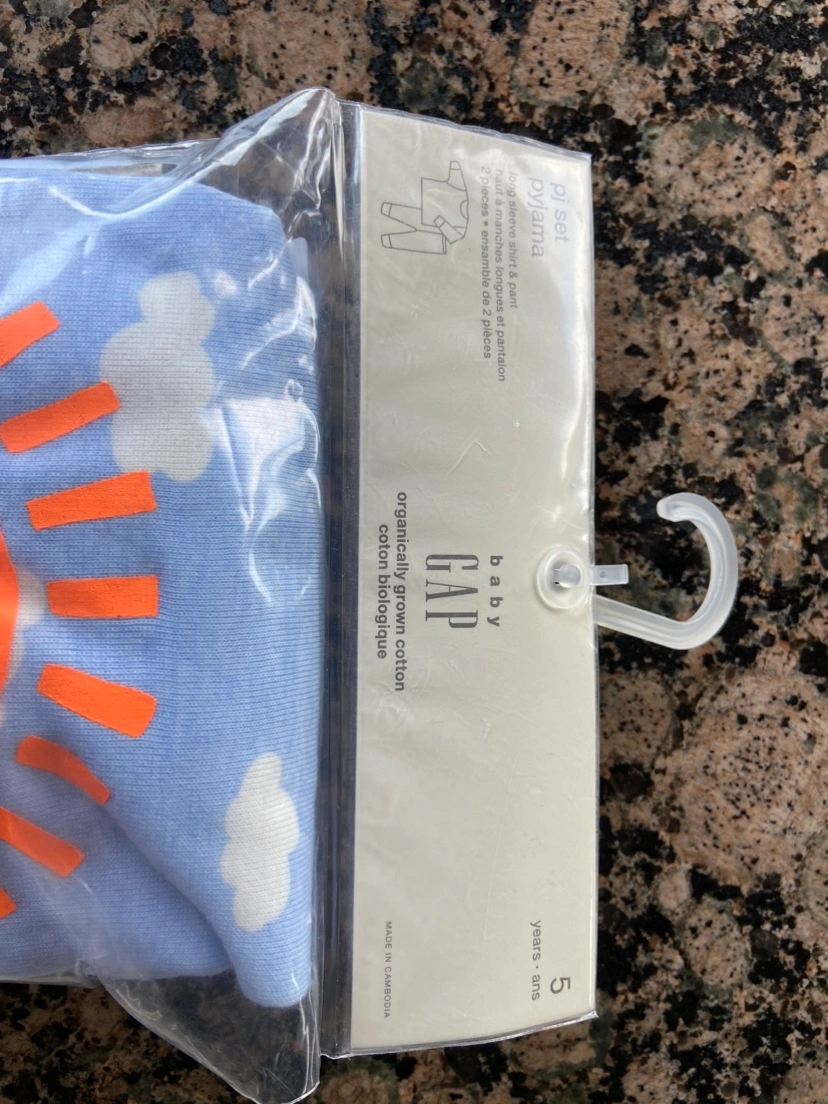 pj set
pyjama
long sleeve shirt & pant
haut à manches longues et pantalon
2 pieces • ensamble de 2 pièces
baby
GAP
organically grown cotton
coton biologique
5
years • ans
MADE IN CAMBODIA